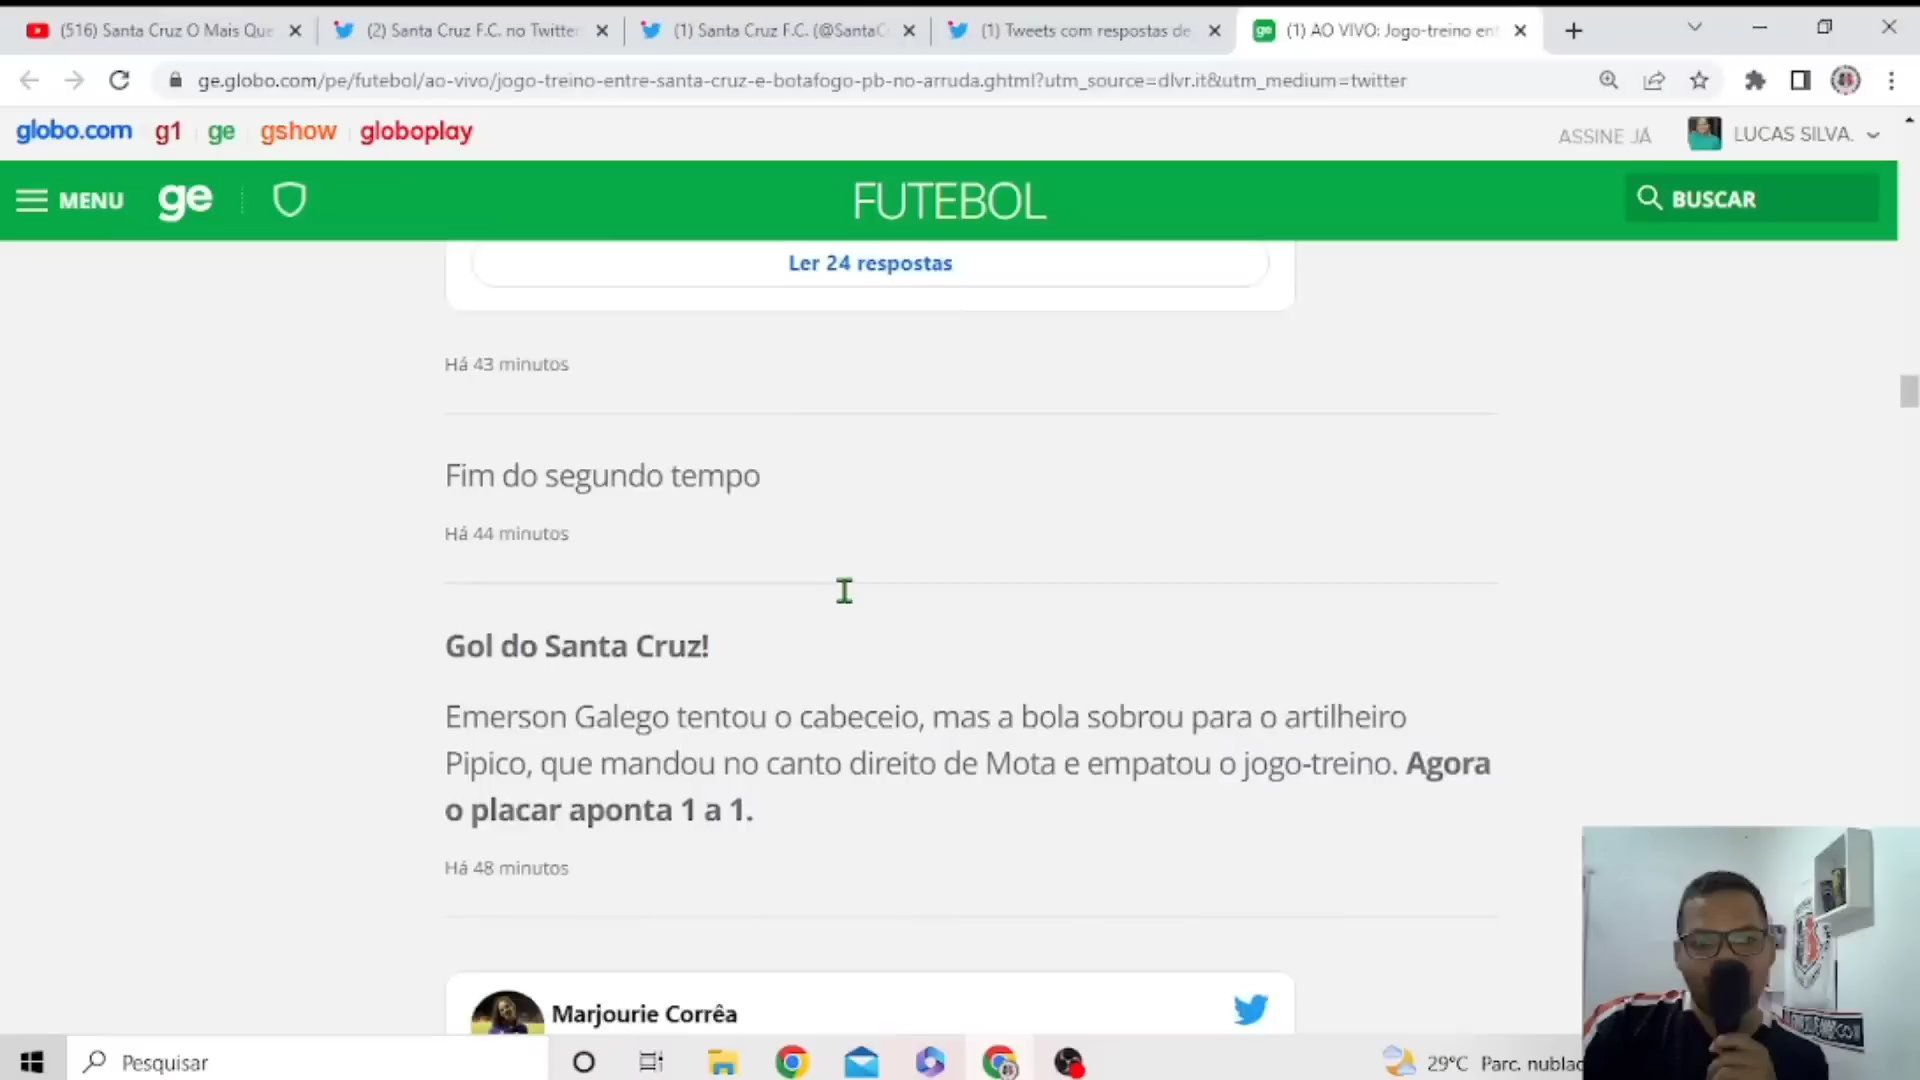 (516) Santa Cruz O Mais Que
(2) Santa Cruz F.C. no Twitter
(1) Santa Cruz F.C. (@SantaC
(1) Tweets com respostas de
ge
(1) AO VIVO: Jogo-treino ent
ge.globo.com/pe/futebol/ao-vivo/jogo-treino-entre-santa-cruz-e-botafogo-pb-no-arruda.ghtml?utm_source=dlvr.it&utm_medium=twitter
globo.com g1 ge gshow globoplay
ASSINE JÁ
LUCAS SILVA.
MENU
ge
FUTEBOL
BUSCAR
Ler 24 respostas
Há 43 minutos
Fim do segundo tempo
Há 44 minutos
Gol do Santa Cruz!
Emerson Galego tentou o cabeceio, mas a bola sobrou para o artilheiro
Pipico, que mandou no canto direito de Mota e empatou o jogo-treino. Agora
o placar aponta 1 a 1.
Há 48 minutos
Marjourie Corrêa
Pesquisar
29°C Parc. nublad